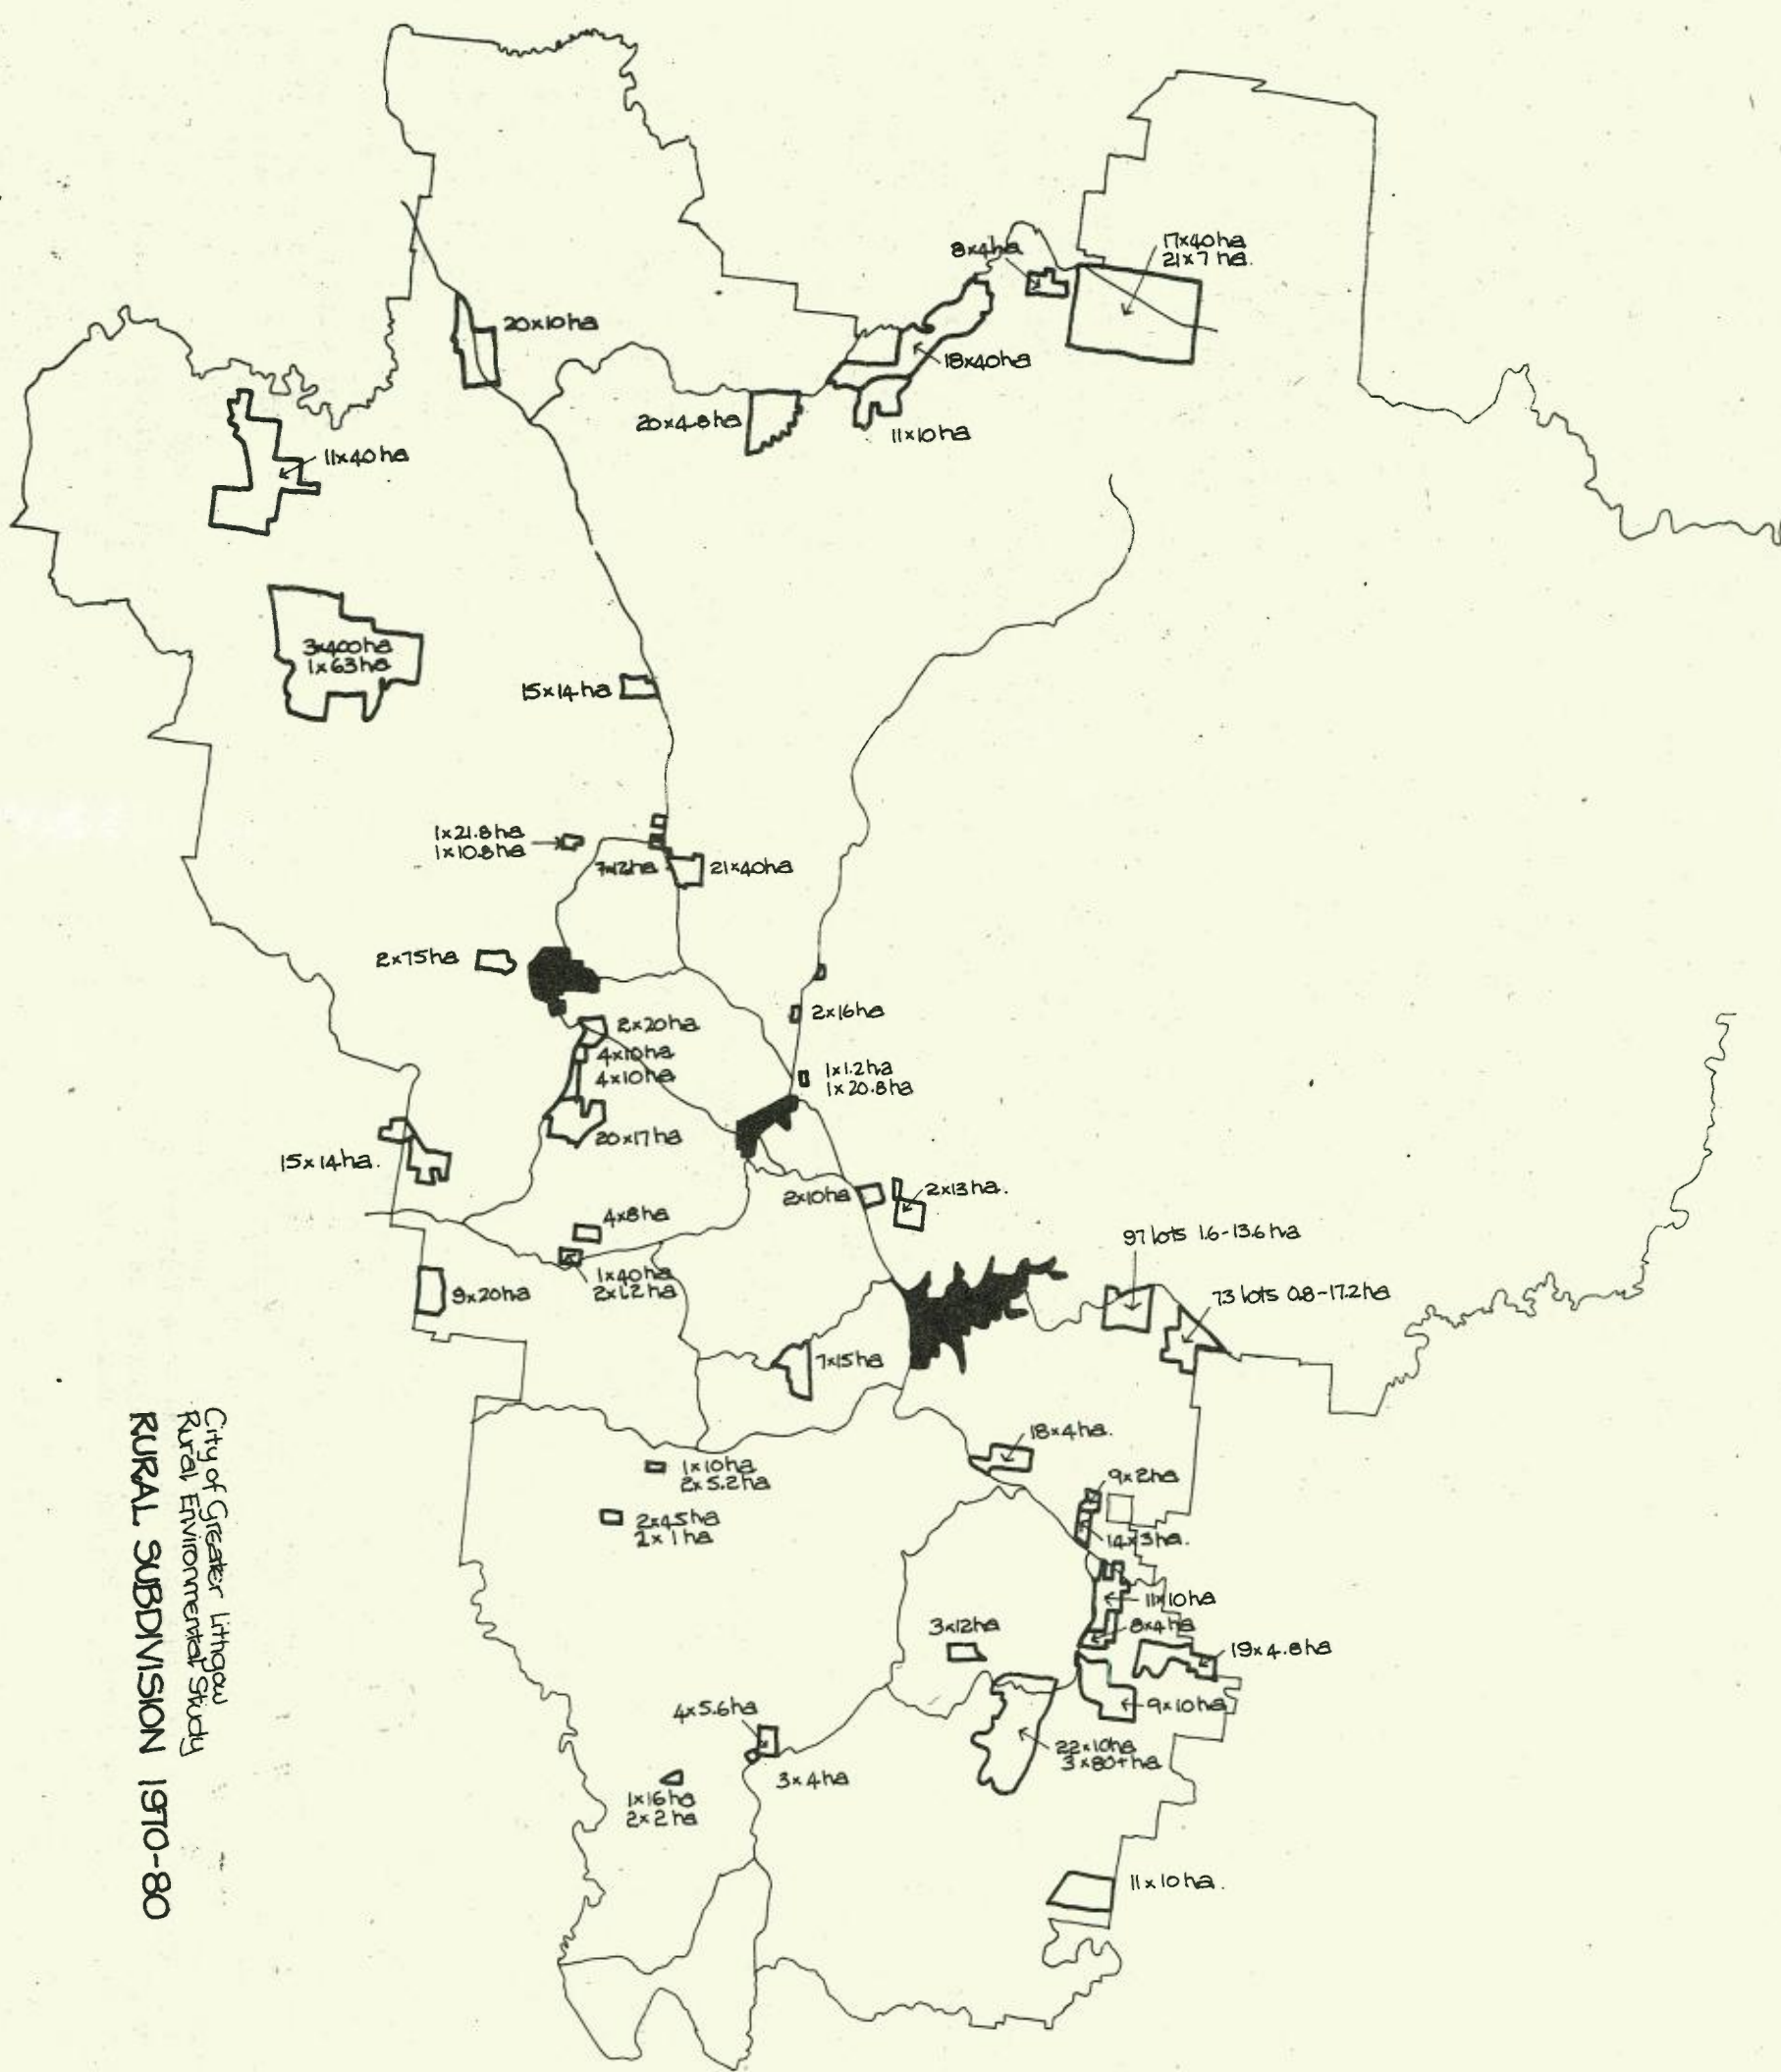 8x4ha
17x40ha
21x7 ha.
20x10ha
18x40ha
20x4.8ha
11x10ha
11x40ha
3x400ha
1x63ha
15x14ha
1x21.8ha
1x10.8ha
7x12ha
21x40ha
2x75ha
2x16ha
2x20ha
4x10ha
4x10ha
1x1.2ha
1x20.8ha
20x17ha
15x14ha.
2x10ha
2x13ha.
4x8ha
97 lots 1.6-13.6ha
1x40ha
2x1.2ha
9x20ha
73 lots 0.8-17.2ha
7x15ha
18x4ha.
1x10ha
2x5.2ha
9x2ha
2x45ha
2x1ha
14x3ha.
11x10ha
3x12ha
8x4ha
19x4.8ha
9x10ha
4x5.6ha
22x10ha
3x80+ha
3x4ha
1x16ha
2x2ha
11x10ha.
City of Greater Lithgow
Rural Environmental Study
RURAL SUBDIVISION 1970-80